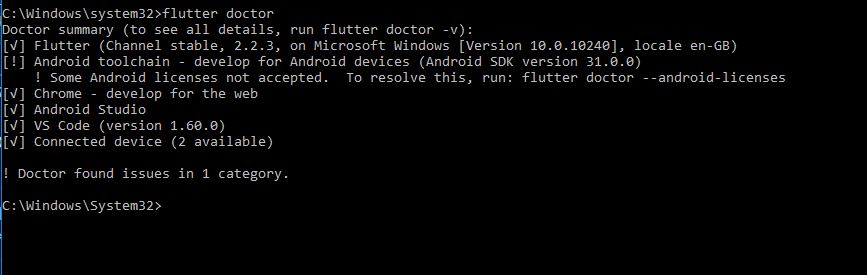 C:\Windows\system32>flutter doctor
Doctor summary (to see all details, run flutter doctor -v):
[√] Flutter (Channel stable, 2.2.3, on Microsoft Windows [Version 10.0.10240], locale en-GB)
[!] Android toolchain - develop for Android devices (Android SDK version 31.0.0)
    ! Some Android licenses not accepted.  To resolve this, run: flutter doctor --android-licenses
[√] Chrome - develop for the web
[√] Android Studio
[√] VS Code (version 1.60.0)
[√] Connected device (2 available)
! Doctor found issues in 1 category.
C:\Windows\System32>